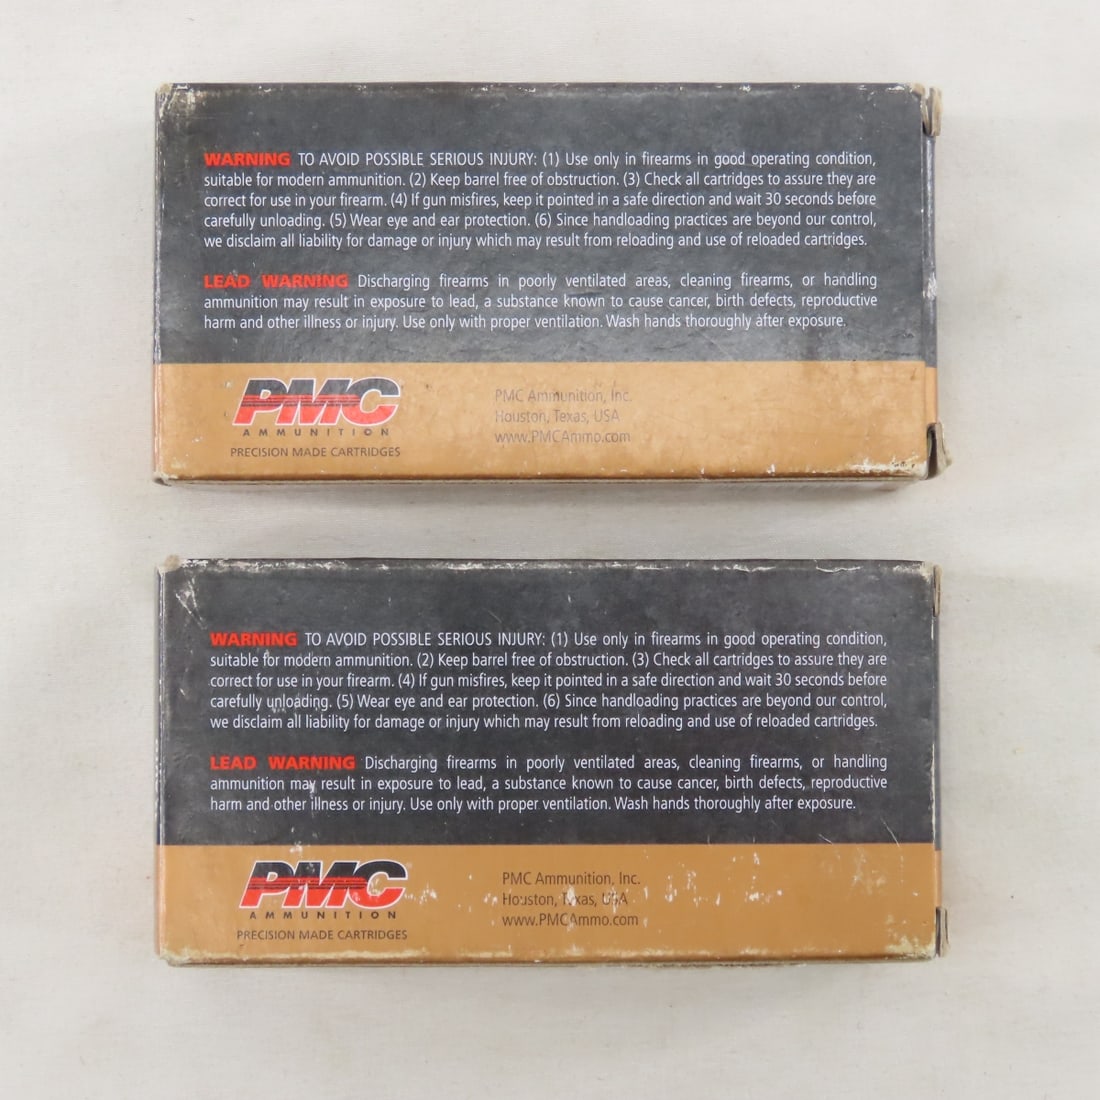 WARNING TO AVOID POSSIBLE SERIOUS INJURY: (1) Use only in firearms in good operating condition,
suitable for modern ammunition. (2) Keep barrel free of obstruction. (3) Check all cartridges to assure they are
correct for use in your firearm. (4) If gun misfires, keep it pointed in a safe direction and wait 30 seconds before
carefully unloading. (5) Wear eye and ear protection. (6) Since handloading practices are beyond our control,
we disclaim all liability for damage or injury which may result from reloading and use of reloaded cartridges.
LEAD WARNING Discharging firearms in poorly ventilated areas, cleaning firearms, or handling
ammunition may result in exposure to lead, a substance known to cause cancer, birth defects, reproductive
harm and other illness or injury. Use only with proper ventilation. Wash hands thoroughly after exposure.
PMC
AMMUNITION
PRECISION MADE CARTRIDGES
PMC Ammunition, Inc.
Houston, Texas, USA
www.PMCAmmo.com
WARNING TO AVOID POSSIBLE SERIOUS INJURY: (1) Use only in firearms in good operating condition,
suitable for modern ammunition. (2) Keep barrel free of obstruction. (3) Check all cartridges to assure they are
correct for use in your firearm. (4) If gun misfires, keep it pointed in a safe direction and wait 30 seconds before
carefully unloading. (5) Wear eye and ear protection. (6) Since handloading practices are beyond our control,
we disclaim all liability for damage or injury which may result from reloading and use of reloaded cartridges.
LEAD WARNING Discharging firearms in poorly ventilated areas, cleaning firearms, or handling
ammunition may result in exposure to lead, a substance known to cause cancer, birth defects, reproductive
harm and other illness or injury. Use only with proper ventilation. Wash hands thoroughly after exposure.
PMC
AMMUNITION
PRECISION MADE CARTRIDGES
PMC Ammunition, Inc.
Houston, Texas, USA
www.PMCAmmo.com